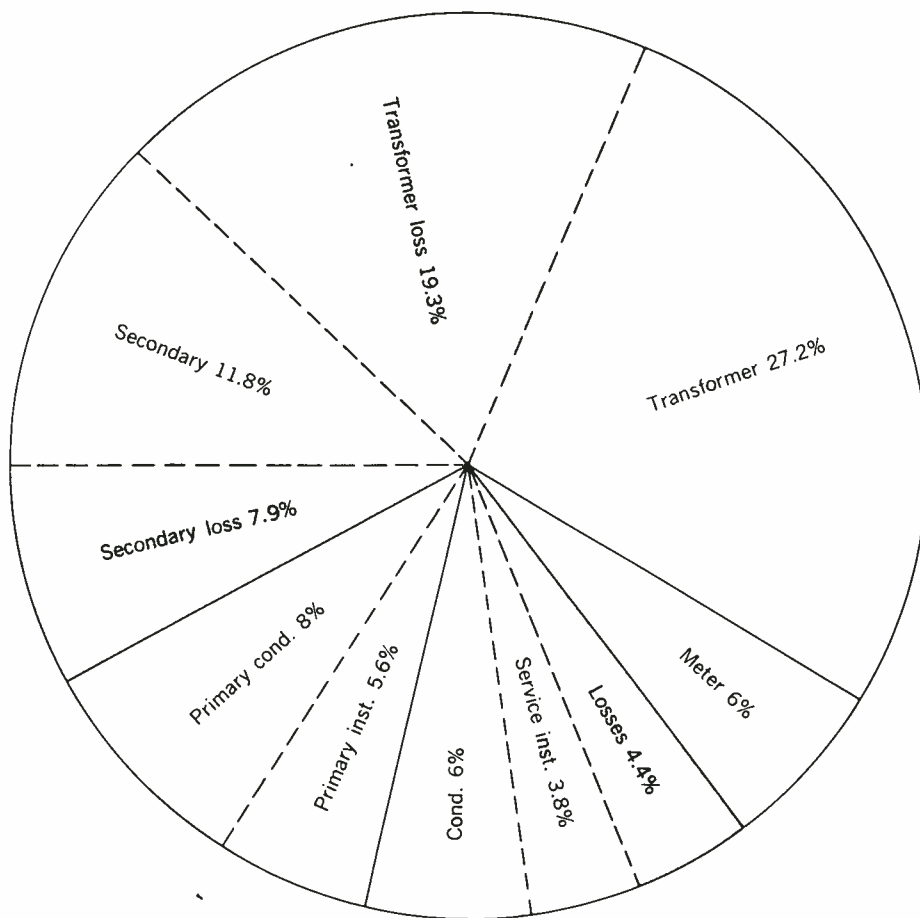 Transformer loss 19.3%
Transformer 27.2%
Secondary 11.8%
Secondary loss 7.9%
Primary cond. 8%
Primary inst. 5.6%
Cond. 6%
Service inst. 3.8%
Losses 4.4%
Meter 6%